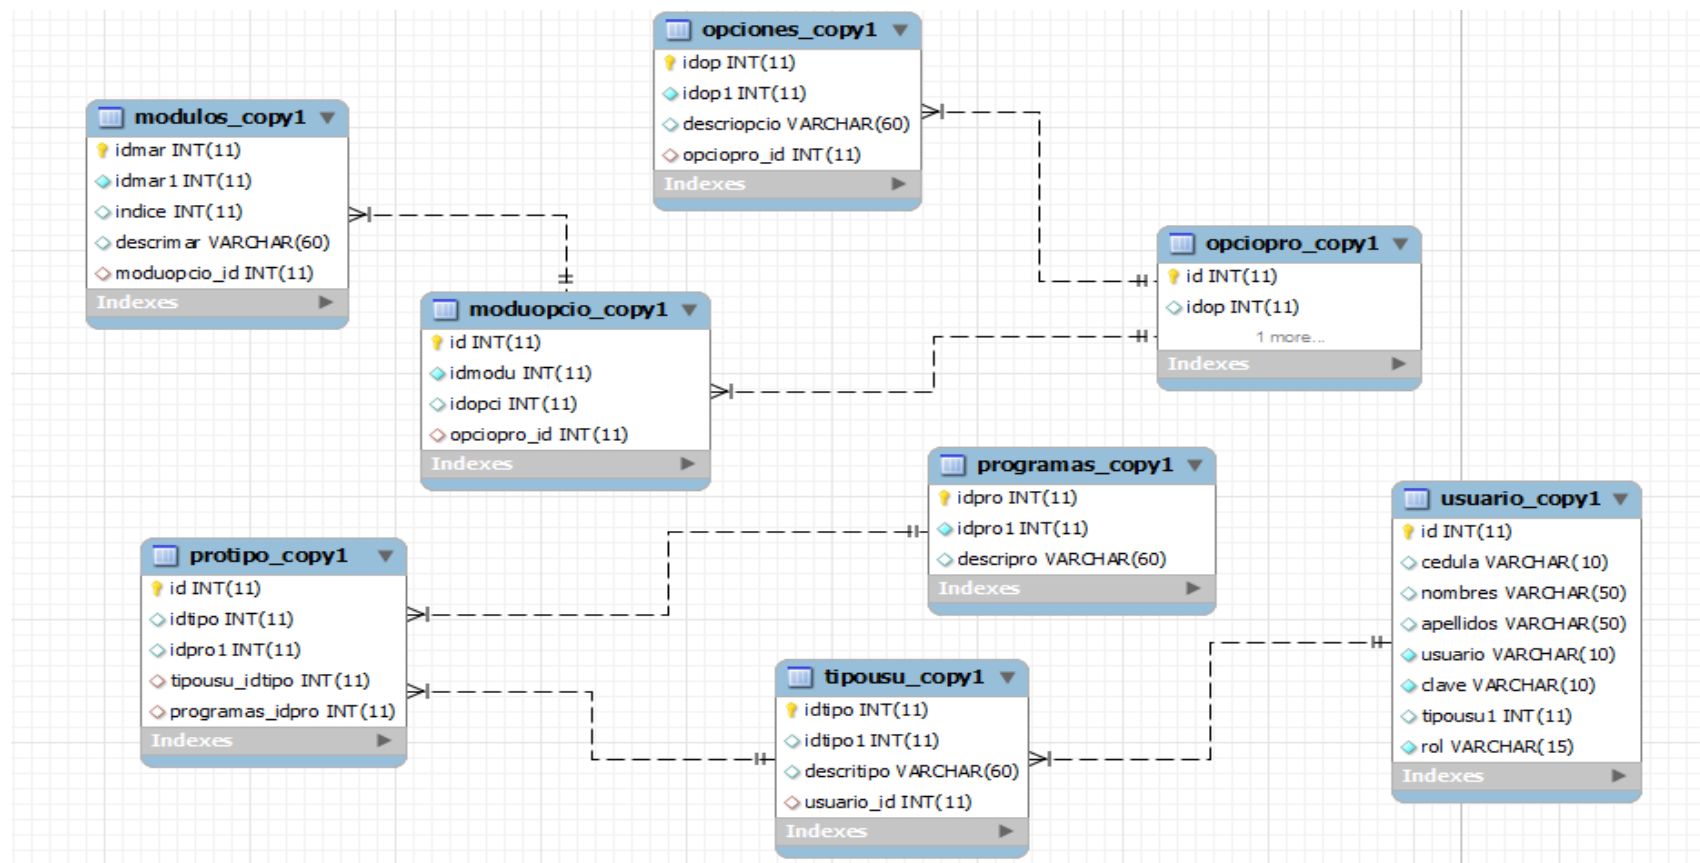 opciones_copy1
idop INT(11)
idop1 INT(11)
descriopcio VARCHAR(60)
opciopro_id INT(11)
Indexes
modulos_copy1
idmar INT(11)
idmar1 INT(11)
indice INT(11)
descrimar VARCHAR(60)
moduopcio_id INT(11)
Indexes
opciopro_copy1
id INT(11)
idop INT(11)
1 more...
Indexes
moduopcio_copy1
id INT(11)
idmodu INT(11)
idopci INT(11)
opciopro_id INT(11)
Indexes
programas_copy1
idpro INT(11)
idpro1 INT(11)
descripro VARCHAR(60)
Indexes
usuario_copy1
id INT(11)
cedula VARCHAR(10)
nombres VARCHAR(50)
apellidos VARCHAR(50)
usuario VARCHAR(10)
clave VARCHAR(10)
tipousu1 INT(11)
rol VARCHAR(15)
Indexes
protipo_copy1
id INT(11)
idtipo INT(11)
idpro1 INT(11)
tipousu_idtipo INT(11)
programas_idpro INT(11)
Indexes
tipousu_copy1
idtipo INT(11)
idtipo1 INT(11)
descritipo VARCHAR(60)
usuario_id INT(11)
Indexes